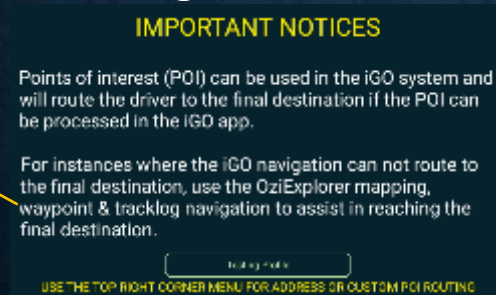 IMPORTANT NOTICES
Points of interest (POI) can be used in the iGO system and
will route the driver to the final destination if the POI can
be processed in the iGO app.
For instances where the iGO navigation can not route to
the final destination, use the OziExplorer mapping,
waypoint & tracklog navigation to assist in reaching the
final destination.
USE THE TOP RIGHT CORNER MENU FOR ADDRESS OR CUSTOM POI ROUTING